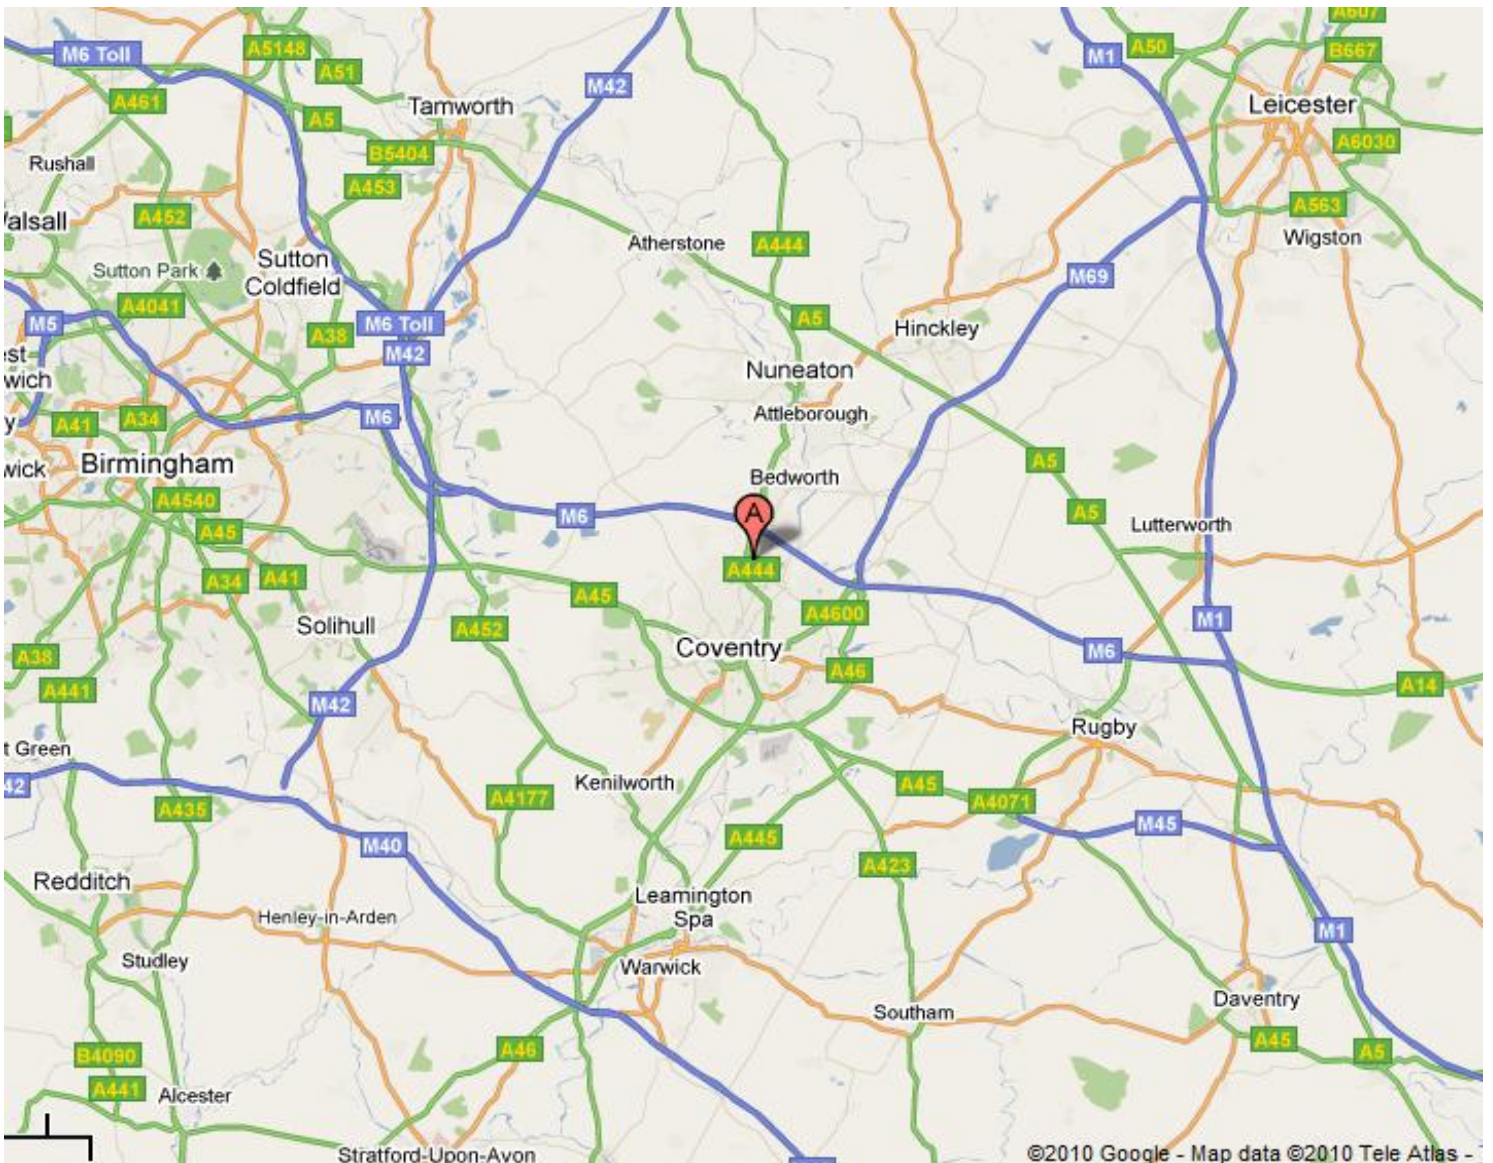 A607
M6 Toll
A5148
M1
A50
B667
A51
M42
A461
Tamworth
Leicester
A5
B5404
A6030
Rushall
A453
A452
A563
Walsall
Atherstone
A444
Wigston
Sutton Park
Sutton
Coldfield
M69
A4041
M5
M6 Toll
A38
A5
Hinckley
M42
est
wich
Nuneaton
Attleborough
M6
A41
A34
y
wick
Birmingham
A5
Bedworth
A4540
A
A5
M6
Lutterworth
A45
A444
A34
A41
A45
A4600
M1
Solihull
A452
Coventry
M6
A38
A46
A441
A14
M42
Rugby
t Green
Kenilworth
42
A45
A4177
A4071
A435
M45
M40
A445
A423
Redditch
Leamington
Spa
Henley-in-Arden
M1
Studley
Warwick
Daventry
Southam
A46
A45
A5
B4090
A441
Alcester
Stratford-Upon-Avon
©2010 Google - Map data ©2010 Tele Atlas -